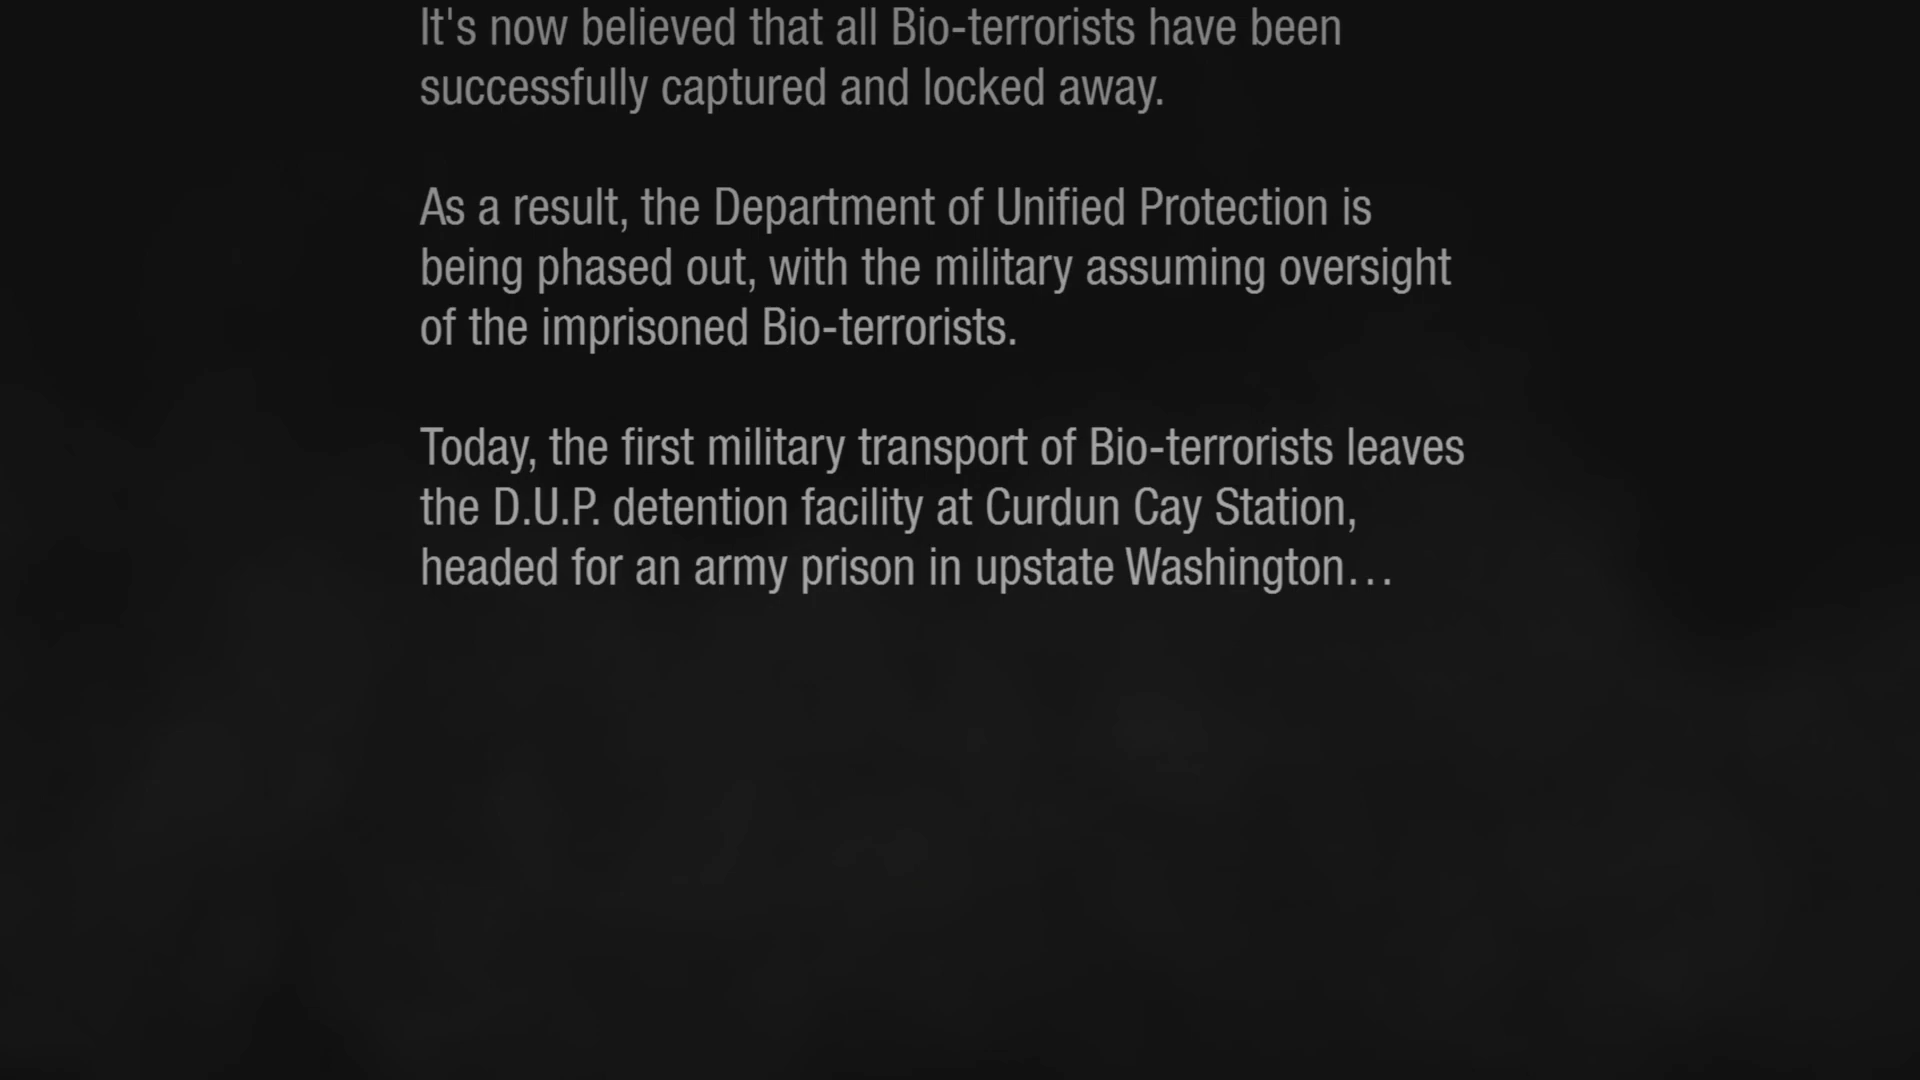 It's now believed that all Bio-terrorists have been
successfully captured and locked away.
As a result, the Department of Unified Protection is
being phased out, with the military assuming oversight
of the imprisoned Bio-terrorists.
Today, the first military transport of Bio-terrorists leaves
the D.U.P. detention facility at Curdun Cay Station,
headed for an army prison in upstate Washington…